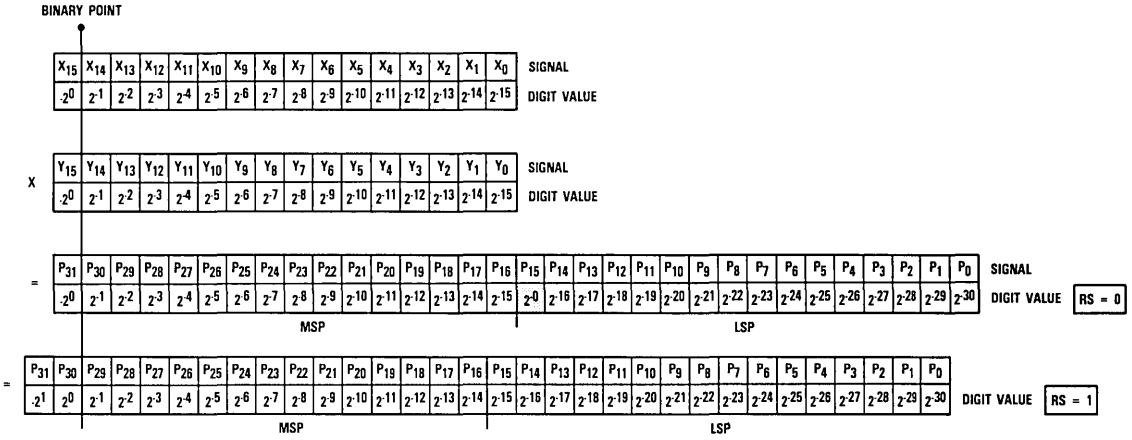 BINARY POINT
X15 X14 X13 X12 X11 X10 X9 X8 X7 X6 X5 X4 X3 X2 X1 X0 SIGNAL
-2^0 2^-1 2^-2 2^-3 2^-4 2^-5 2^-6 2^-7 2^-8 2^-9 2^-10 2^-11 2^-12 2^-13 2^-14 2^-15 DIGIT VALUE
Y15 Y14 Y13 Y12 Y11 Y10 Y9 Y8 Y7 Y6 Y5 Y4 Y3 Y2 Y1 Y0 SIGNAL
X
-2^0 2^-1 2^-2 2^-3 2^-4 2^-5 2^-6 2^-7 2^-8 2^-9 2^-10 2^-11 2^-12 2^-13 2^-14 2^-15 DIGIT VALUE
P31 P30 P29 P28 P27 P26 P25 P24 P23 P22 P21 P20 P19 P18 P17 P16 P15 P14 P13 P12 P11 P10 P9 P8 P7 P6 P5 P4 P3 P2 P1 P0 SIGNAL
=
-2^0 2^-1 2^-2 2^-3 2^-4 2^-5 2^-6 2^-7 2^-8 2^-9 2^-10 2^-11 2^-12 2^-13 2^-14 2^-15 2^-0 2^-16 2^-17 2^-18 2^-19 2^-20 2^-21 2^-22 2^-23 2^-24 2^-25 2^-26 2^-27 2^-28 2^-29 2^-30 DIGIT VALUE RS = 0
MSP LSP
P31 P30 P29 P28 P27 P26 P25 P24 P23 P22 P21 P20 P19 P18 P17 P16 P15 P14 P13 P12 P11 P10 P9 P8 P7 P6 P5 P4 P3 P2 P1 P0
=
-2^1 2^0 2^-1 2^-2 2^-3 2^-4 2^-5 2^-6 2^-7 2^-8 2^-9 2^-10 2^-11 2^-12 2^-13 2^-14 2^-15 2^-16 2^-17 2^-18 2^-19 2^-20 2^-21 2^-22 2^-23 2^-24 2^-25 2^-26 2^-27 2^-28 2^-29 2^-30 DIGIT VALUE RS = 1
MSP LSP